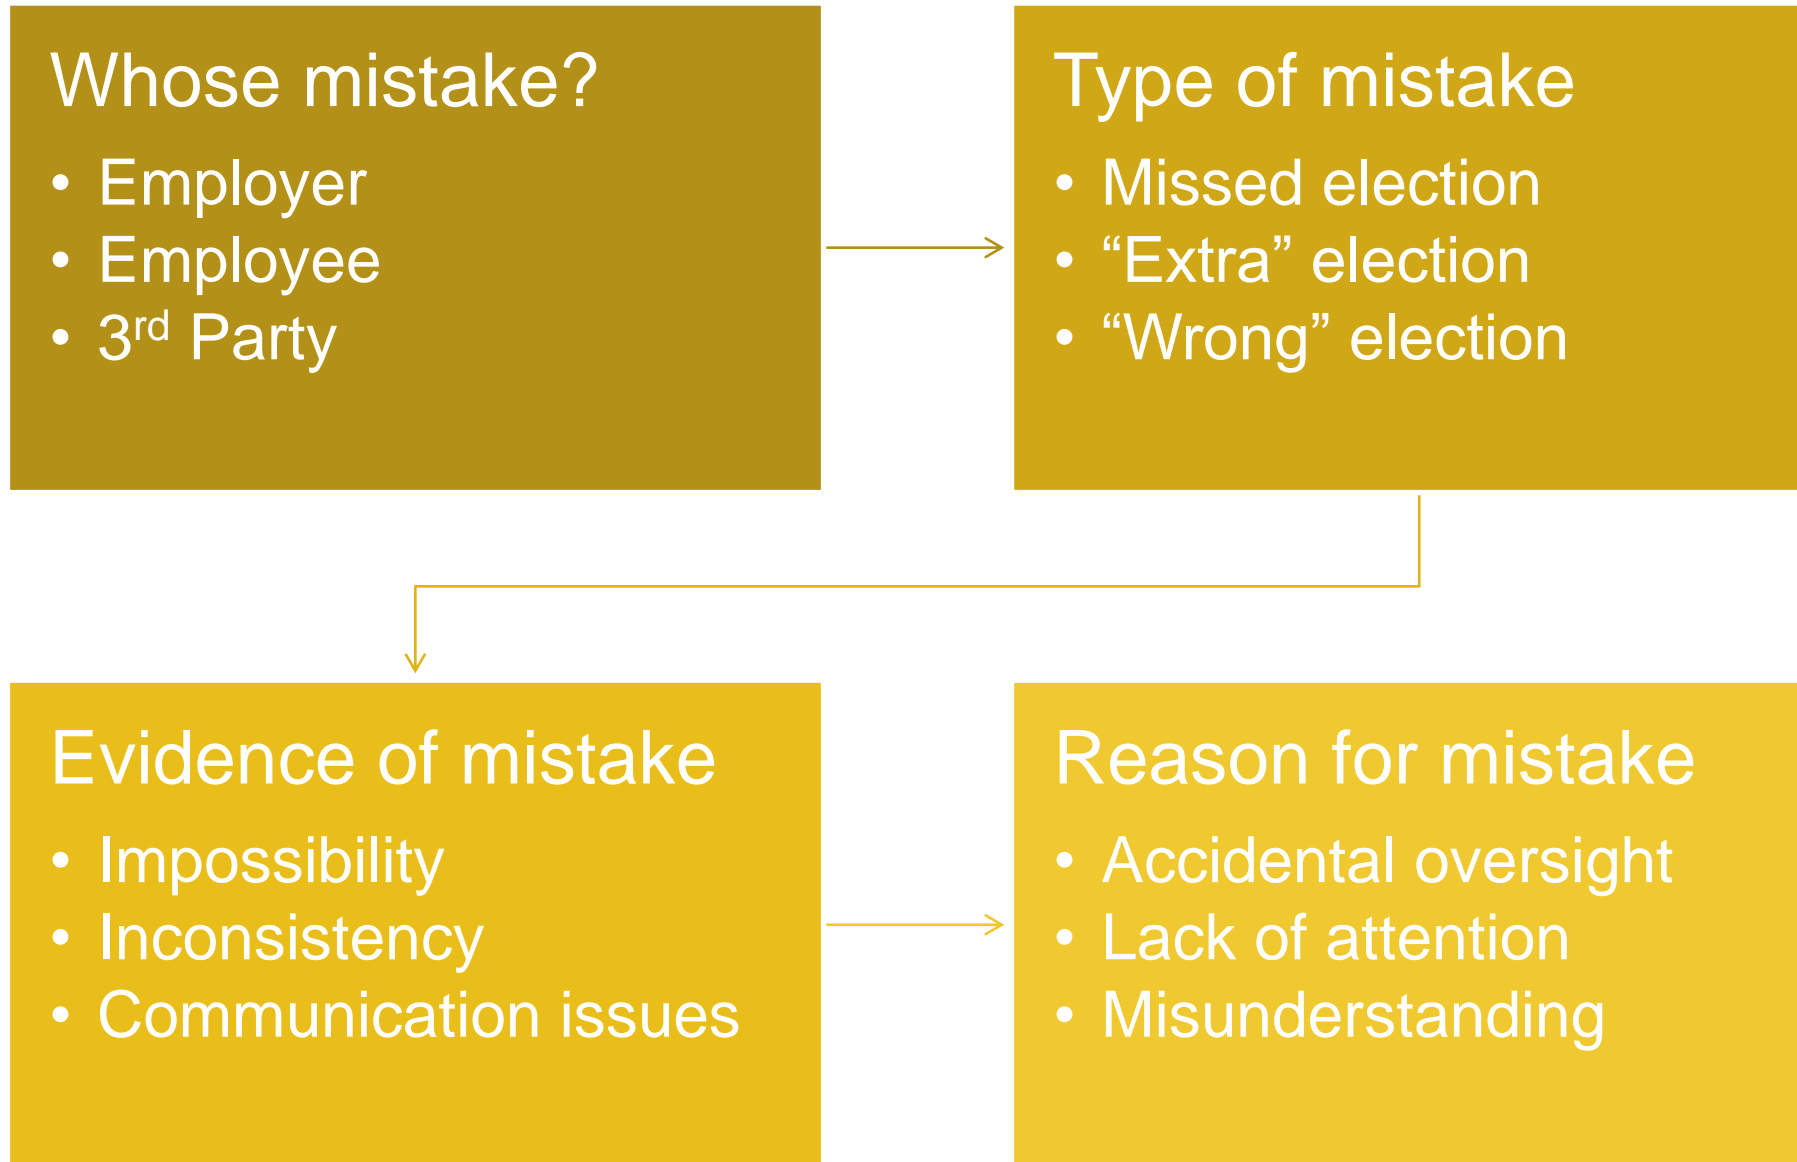 Whose mistake?
• Employer
• Employee
• 3rd Party
Type of mistake
• Missed election
• “Extra” election
• “Wrong” election
Evidence of mistake
• Impossibility
• Inconsistency
• Communication issues
Reason for mistake
• Accidental oversight
• Lack of attention
• Misunderstanding